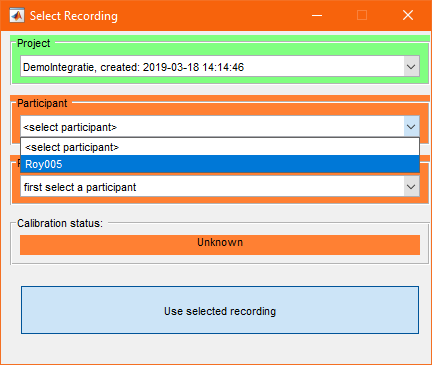 Select Recording
Project
DemoIntegratie, created: 2019-03-18 14:14:46
Participant
<select participant>
<select participant>
Roy005
first select a participant
Calibration status:
Unknown
Use selected recording